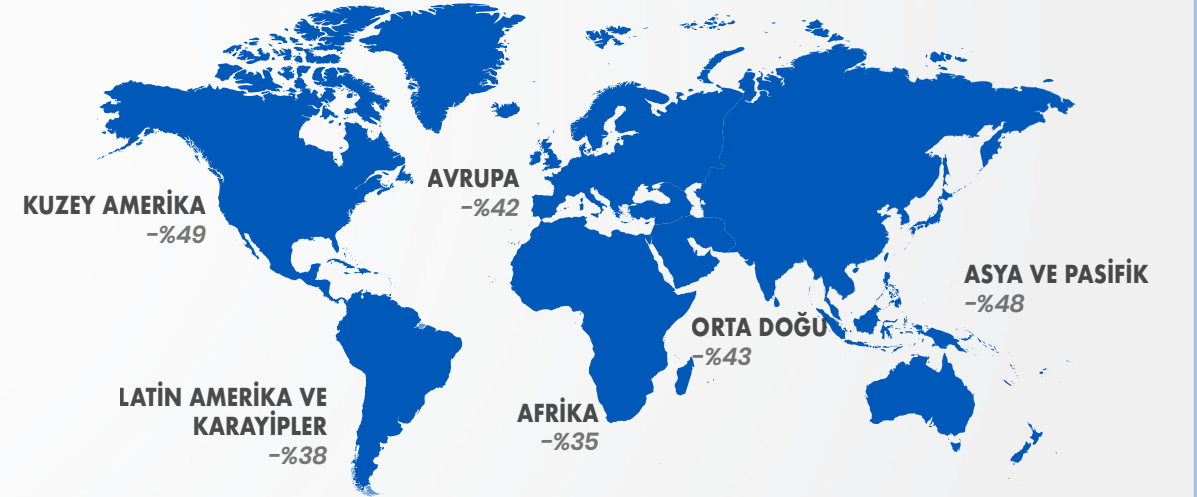 AVRUPA
–%42
KUZEY AMERİKA
–%49
ASYA VE PASİFİK
–%48
ORTA DOĞU
–%43
LATİN AMERİKA VE
KARAYİPLER
–%38
AFRİKA
–%35